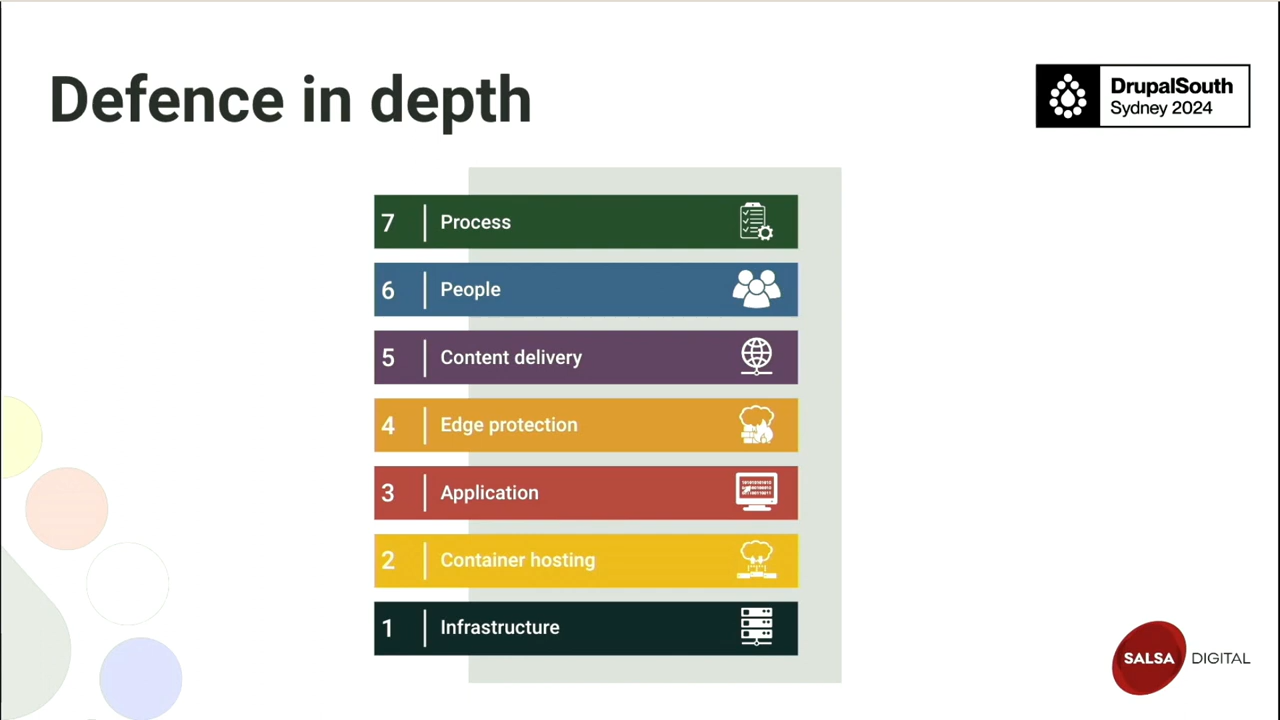 Defence in depth
DrupalSouth
Sydney 2024
7 Process
6 People
5 Content delivery
4 Edge protection
3 Application
2 Container hosting
1 Infrastructure
SALSA DIGITAL